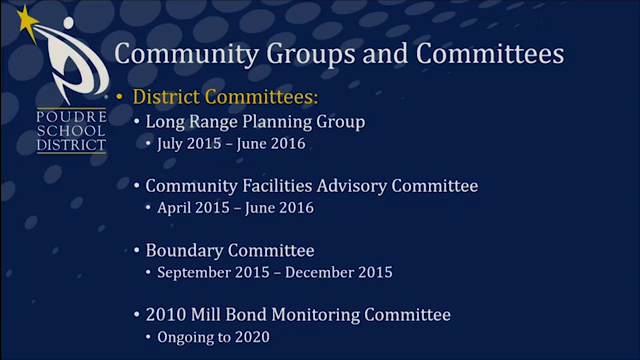 Community Groups and Committees
POUDRE
SCHOOL
DISTRICT
• District Committees:
• Long Range Planning Group
• July 2015 – June 2016
• Community Facilities Advisory Committee
• April 2015 – June 2016
• Boundary Committee
• September 2015 – December 2015
• 2010 Mill Bond Monitoring Committee
• Ongoing to 2020